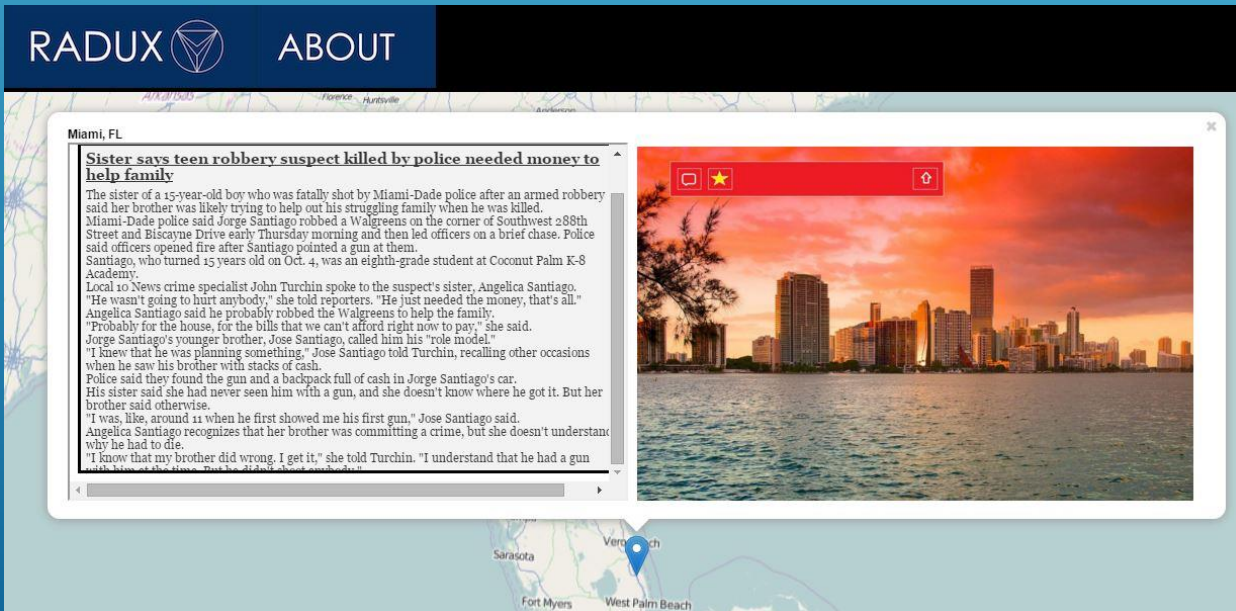 RADUX ABOUT
Arkansas
Florence Huntsville
Anderson
Miami, FL
Sister says teen robbery suspect killed by police needed money to
help family
The sister of a 15-year-old boy who was fatally shot by Miami-Dade police after an armed robbery
said her brother was likely trying to help out his struggling family when he was killed.
Miami-Dade police said Jorge Santiago robbed a Walgreens on the corner of Southwest 288th
Street and Biscayne Drive early Thursday morning and then led officers on a brief chase. Police
said officers opened fire after Santiago pointed a gun at them.
Santiago, who turned 15 years old on Oct. 4, was an eighth-grade student at Coconut Palm K-8
Academy.
Local 10 News crime specialist John Turchin spoke to the suspect's sister, Angelica Santiago.
"He wasn't going to hurt anybody," she told reporters. "He just needed the money, that's all."
Angelica Santiago said he probably robbed the Walgreens to help the family.
"Probably for the house, for the bills that we can't afford right now to pay," she said.
Jorge Santiago's younger brother, Jose Santiago, called him his "role model."
"I knew that he was planning something," Jose Santiago told Turchin, recalling other occasions
when he saw his brother with stacks of cash.
Police said they found the gun and a backpack full of cash in Jorge Santiago's car.
His sister said she had never seen him with a gun, and she doesn't know where he got it. But her
brother said otherwise.
"I was, like, around 11 when he first showed me his first gun," Jose Santiago said.
Angelica Santiago recognizes that her brother was committing a crime, but she doesn't understand
why he had to die.
"I know that my brother did wrong. I get it," she told Turchin. "I understand that he had a gun
with him at the time. But he didn't shoot anybody."
Sarasota
Fort Myers West Palm Beach